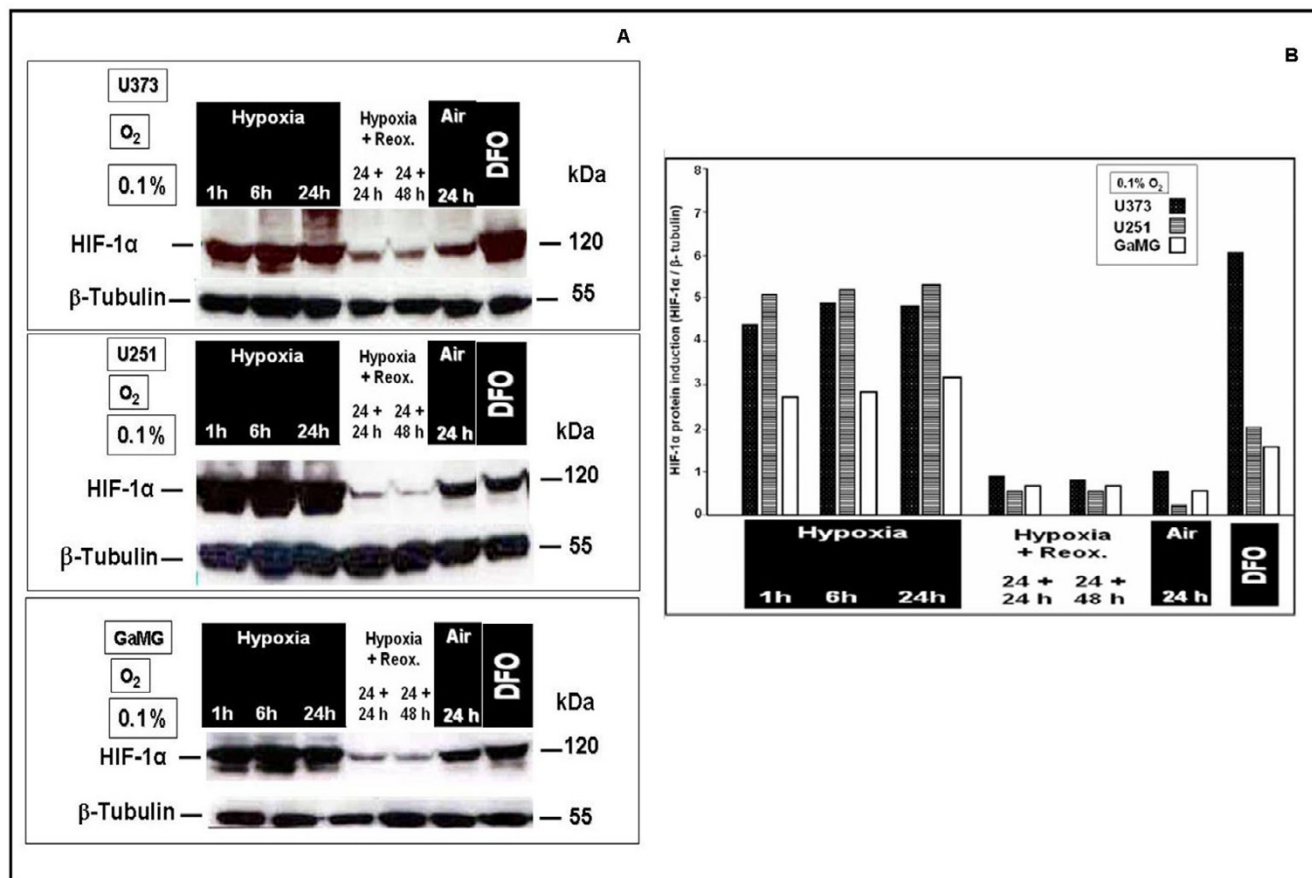 A
U373
O2
0.1%
Hypoxia
Hypoxia
+ Reox.
Air
DFO
1h 6h 24h
24 + 24 +
24 h 48 h
24 h
kDa
HIF-1α
120
β-Tubulin
55
U251
O2
0.1%
Hypoxia
Hypoxia
+ Reox.
Air
DFO
1h 6h 24h
24 + 24 +
24 h 48 h
24 h
kDa
HIF-1α
120
β-Tubulin
55
GaMG
O2
0.1%
Hypoxia
Hypoxia
+ Reox.
Air
DFO
1h 6h 24h
24 + 24 +
24 h 48 h
24 h
kDa
HIF-1α
120
β-Tubulin
55
B
HIF-1α protein induction (HIF-1α / β- tubulin)
8
7
6
5
4
3
2
1
0
0.1% O2
U373
U251
GaMG
Hypoxia
1h 6h 24h
Hypoxia
+ Reox.
24 + 24 +
24 h 48 h
Air
24 h
DFO